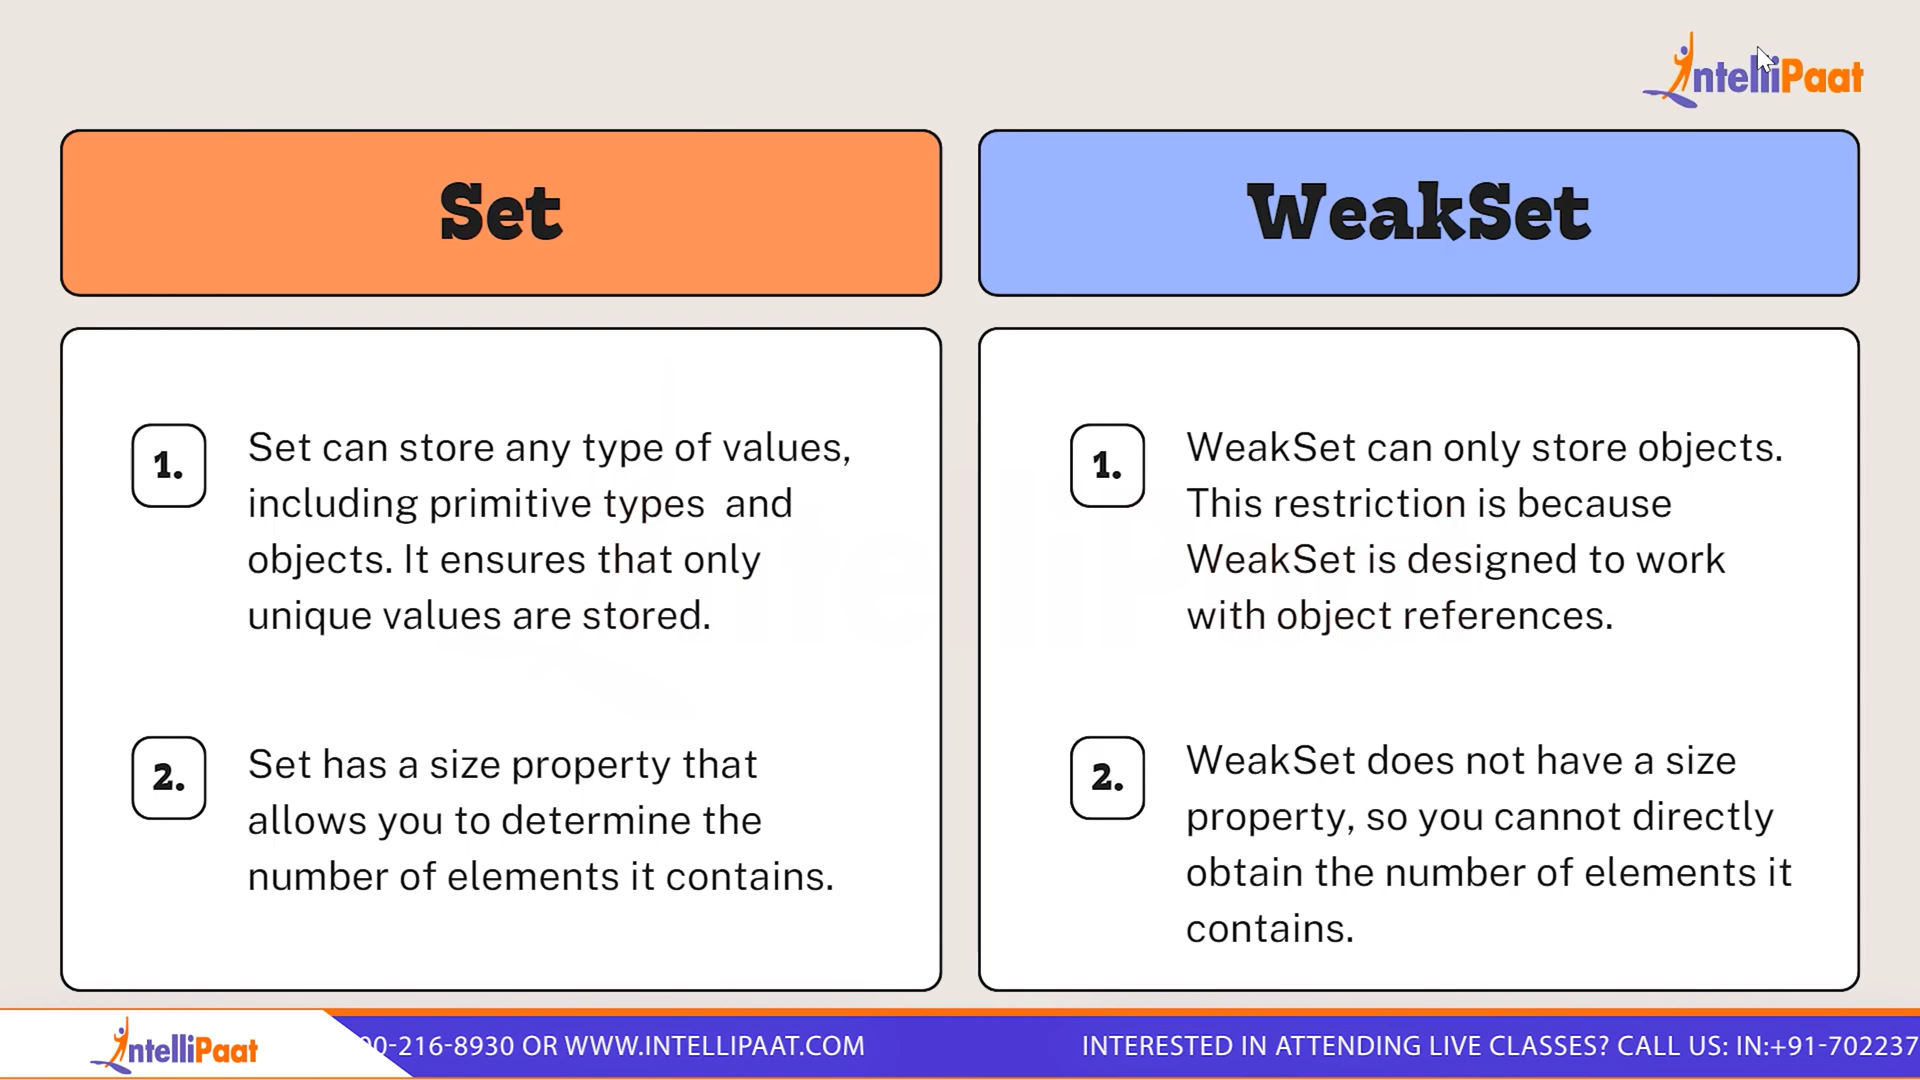 IntelliPaat
Set
WeakSet
1.
Set can store any type of values,
including primitive types and
objects. It ensures that only
unique values are stored.
2.
Set has a size property that
allows you to determine the
number of elements it contains.
1.
WeakSet can only store objects.
This restriction is because
WeakSet is designed to work
with object references.
2.
WeakSet does not have a size
property, so you cannot directly
obtain the number of elements it
contains.
IntelliPaat
00-216-8930 OR WWW.INTELLIPAAT.COM
INTERESTED IN ATTENDING LIVE CLASSES? CALL US: IN:+91-702237